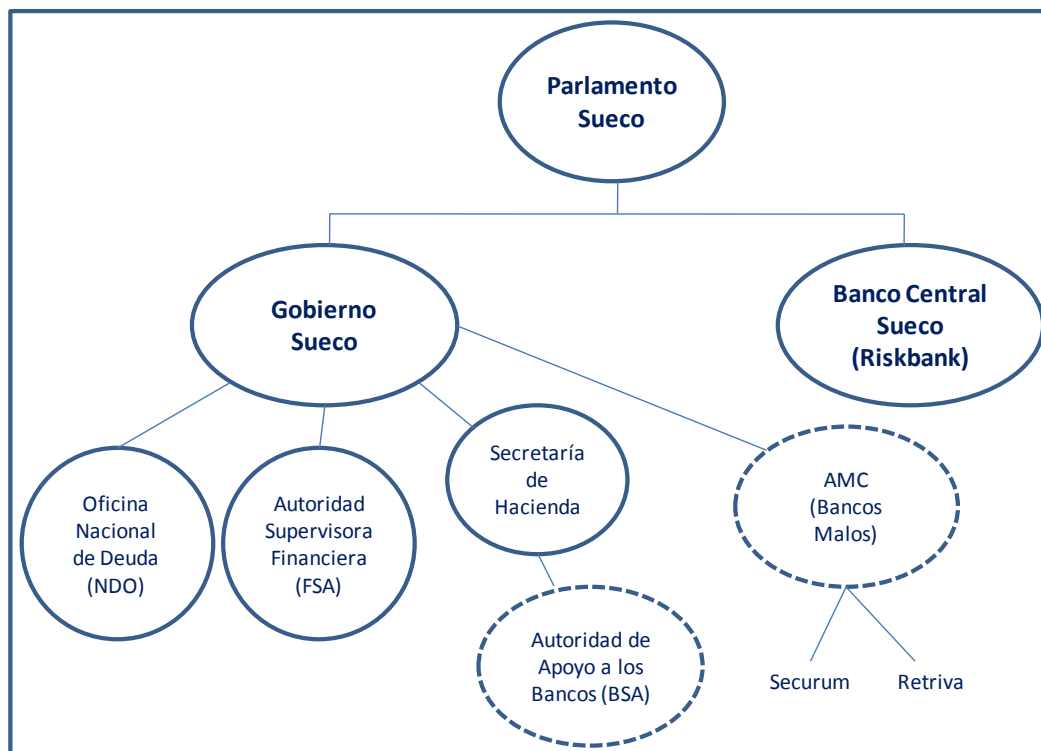 Parlamento
Sueco
Gobierno
Sueco
Banco Central
Sueco
(Riskbank)
Oficina
Nacional
de Deuda
(NDO)
Autoridad
Supervisora
Financiera
(FSA)
Secretaría
de
Hacienda
AMC
(Bancos
Malos)
Autoridad de
Apoyo a los
Bancos (BSA)
Securum
Retriva